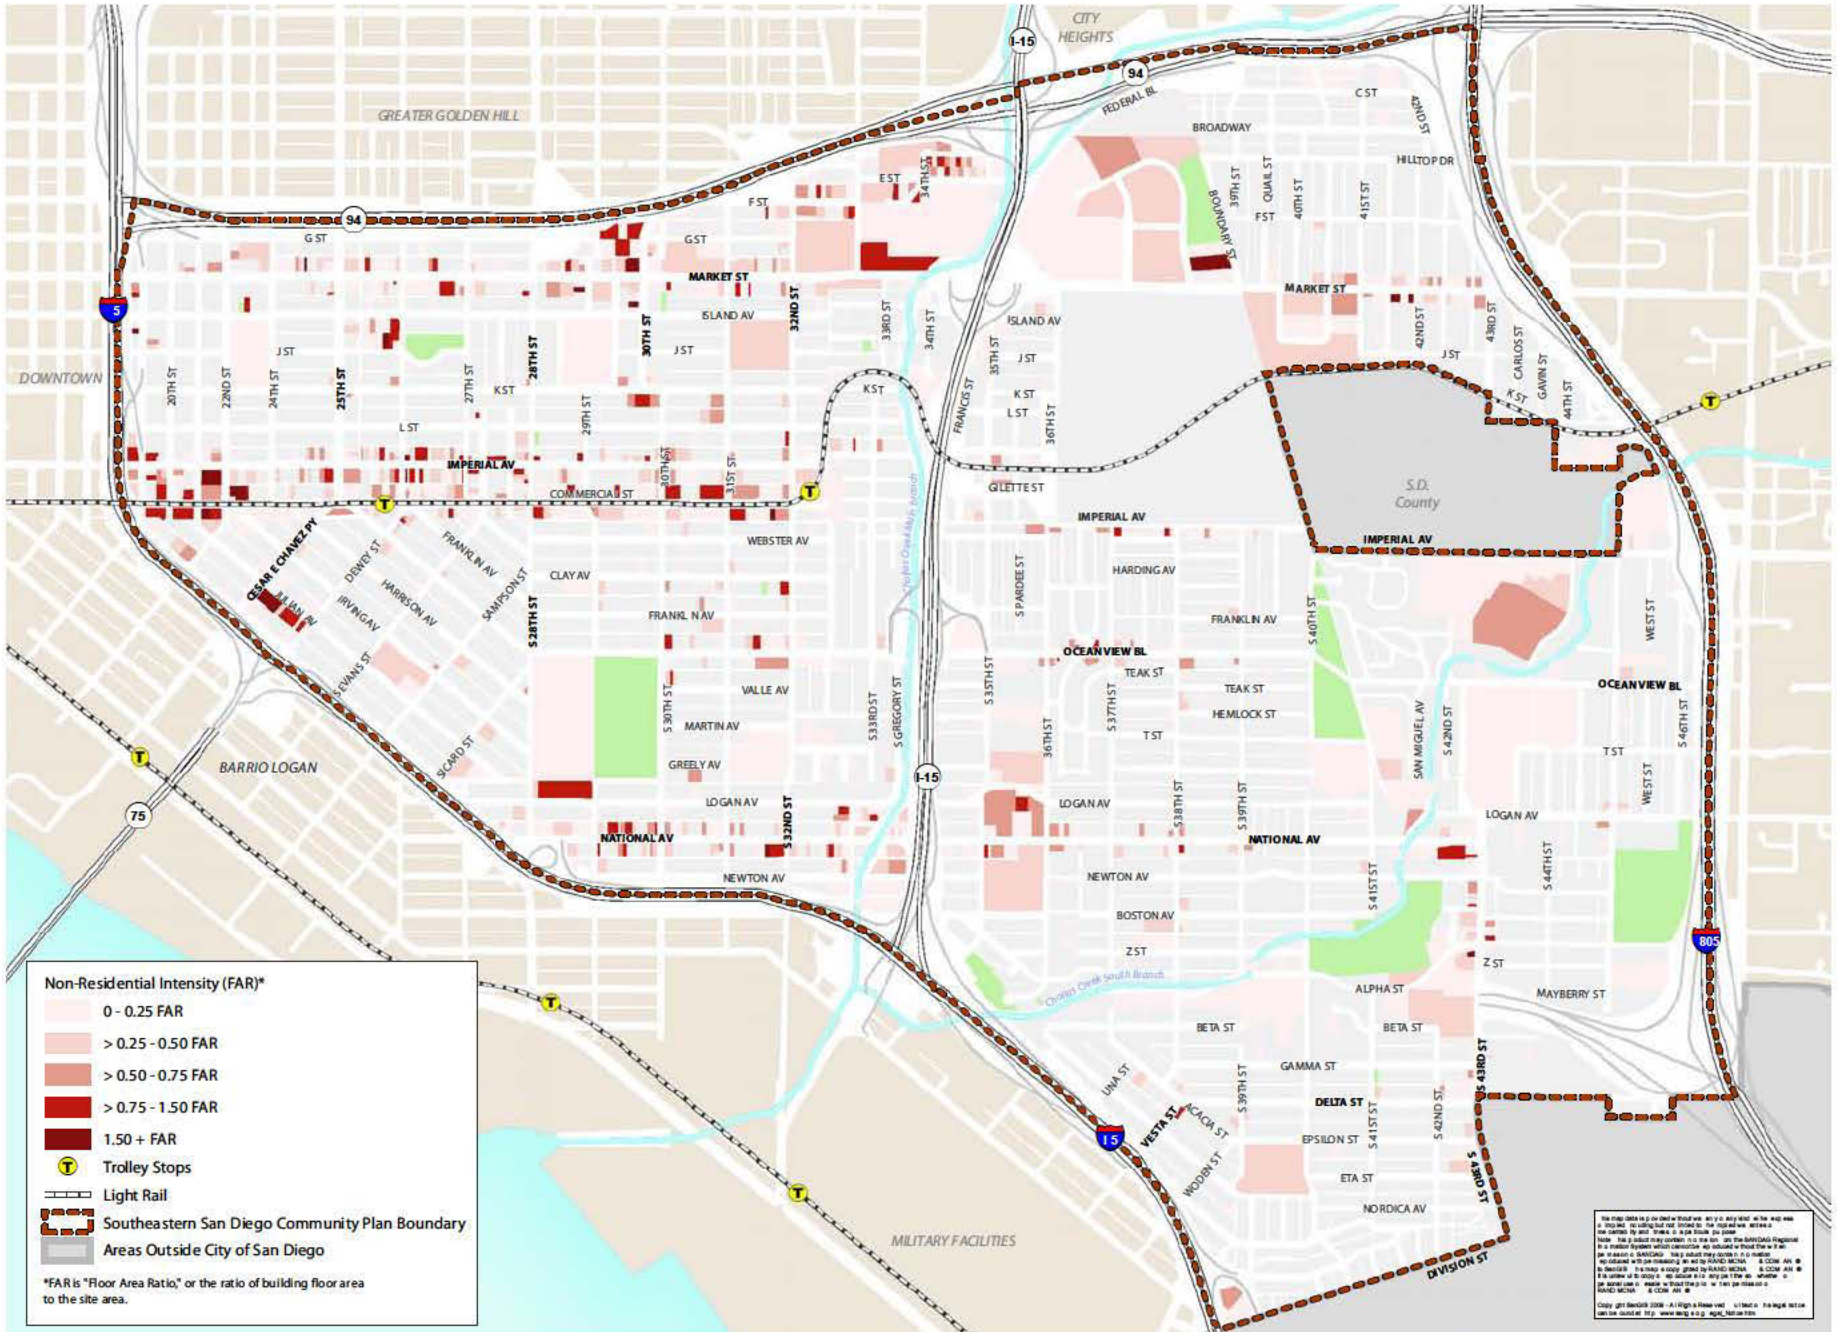 CITY
HEIGHTS
I-15
94
GREATER GOLDEN HILL
FEDERAL BL
C ST
42ND ST
BROADWAY
HILLTOP DR
E ST
34TH ST
39TH ST
QUAIL ST
40TH ST
41ST ST
F ST
94
G ST
G ST
BOUNDARY ST
F ST
MARKET ST
MARKET ST
5
ISLAND AV
32ND ST
33RD ST
34TH ST
ISLAND AV
42ND ST
43RD ST
CARLOS ST
GAVIN ST
44TH ST
J ST
28TH ST
30TH ST
J ST
35TH ST
J ST
J ST
DOWNTOWN
20TH ST
22ND ST
24TH ST
25TH ST
27TH ST
K ST
29TH ST
K ST
FRANCIS ST
K ST
L ST
36TH ST
K ST
T
L ST
IMPERIAL AV
30TH ST
31ST ST
COMMERCIAL ST
T
T
GILETTE ST
S.D.
County
IMPERIAL AV
IMPERIAL AV
CESAR E CHAVEZ PY
DEWEY ST
FRANKLIN AV
WEBSTER AV
Chollas Creek Main Branch
JULIAN AV
IRVING AV
HARRISON AV
SAMPSON ST
CLAY AV
S PARDEE ST
HARDING AV
S 28TH ST
FRANKL N AV
FRANKLIN AV
S 40TH ST
WEST ST
OCEANVIEW BL
S EVANS ST
VALLE AV
TEAK ST
TEAK ST
OCEANVIEW BL
S 30TH ST
MARTIN AV
S 33RD ST
S GREGORY ST
S 35TH ST
S 37TH ST
HEMLOCK ST
SAN MIGUEL AV
S 42ND ST
S 46TH ST
36TH ST
T ST
T ST
SICARD ST
GREELY AV
T
BARRIO LOGAN
I-15
WEST ST
LOGAN AV
S 32ND ST
LOGAN AV
S 38TH ST
S 39TH ST
LOGAN AV
75
NATIONAL AV
NATIONAL AV
NEWTON AV
NEWTON AV
S 41ST ST
S 44TH ST
BOSTON AV
Z ST
Z ST
805
Chollas Creek South Branch
ALPHA ST
MAYBERRY ST
BETA ST
BETA ST
UNA ST
GAMMA ST
S 43RD ST
S 39TH ST
DELTA ST
S 41ST ST
S 42ND ST
VESTA ST
ACACIA ST
I 5
EPSILON ST
WODEN ST
ETA ST
S 43RD ST
NORDICA AV
MILITARY FACILITIES
DIVISION ST
T
T
Non-Residential Intensity (FAR)*
0 - 0.25 FAR
> 0.25 - 0.50 FAR
> 0.50 - 0.75 FAR
> 0.75 - 1.50 FAR
1.50 + FAR
T Trolley Stops
Light Rail
Southeastern San Diego Community Plan Boundary
Areas Outside City of San Diego
*FAR is "Floor Area Ratio," or the ratio of building floor area
to the site area.